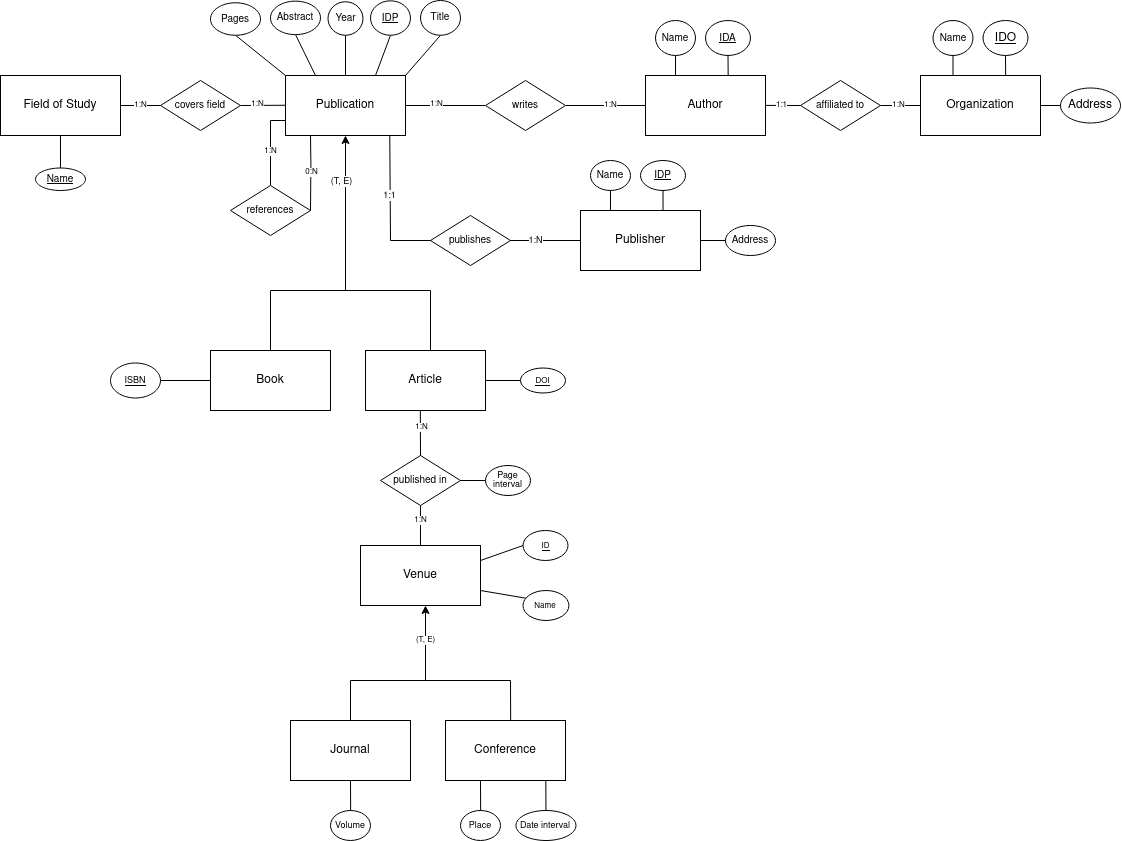 Pages
Abstract
Year
IDP
Title
Name
IDA
Name
IDO
Field of Study
1:N
covers field
1:N
Publication
1:N
writes
1:N
Author
1:1
affiliated to
1:N
Organization
Address
1:N
0:N
(T, E)
1:1
Name
references
Name
IDP
publishes
1:N
Publisher
Address
ISBN
Book
Article
DOI
1:N
published in
Page
interval
1:N
Venue
ID
Name
(T, E)
Journal
Conference
Volume
Place
Date interval